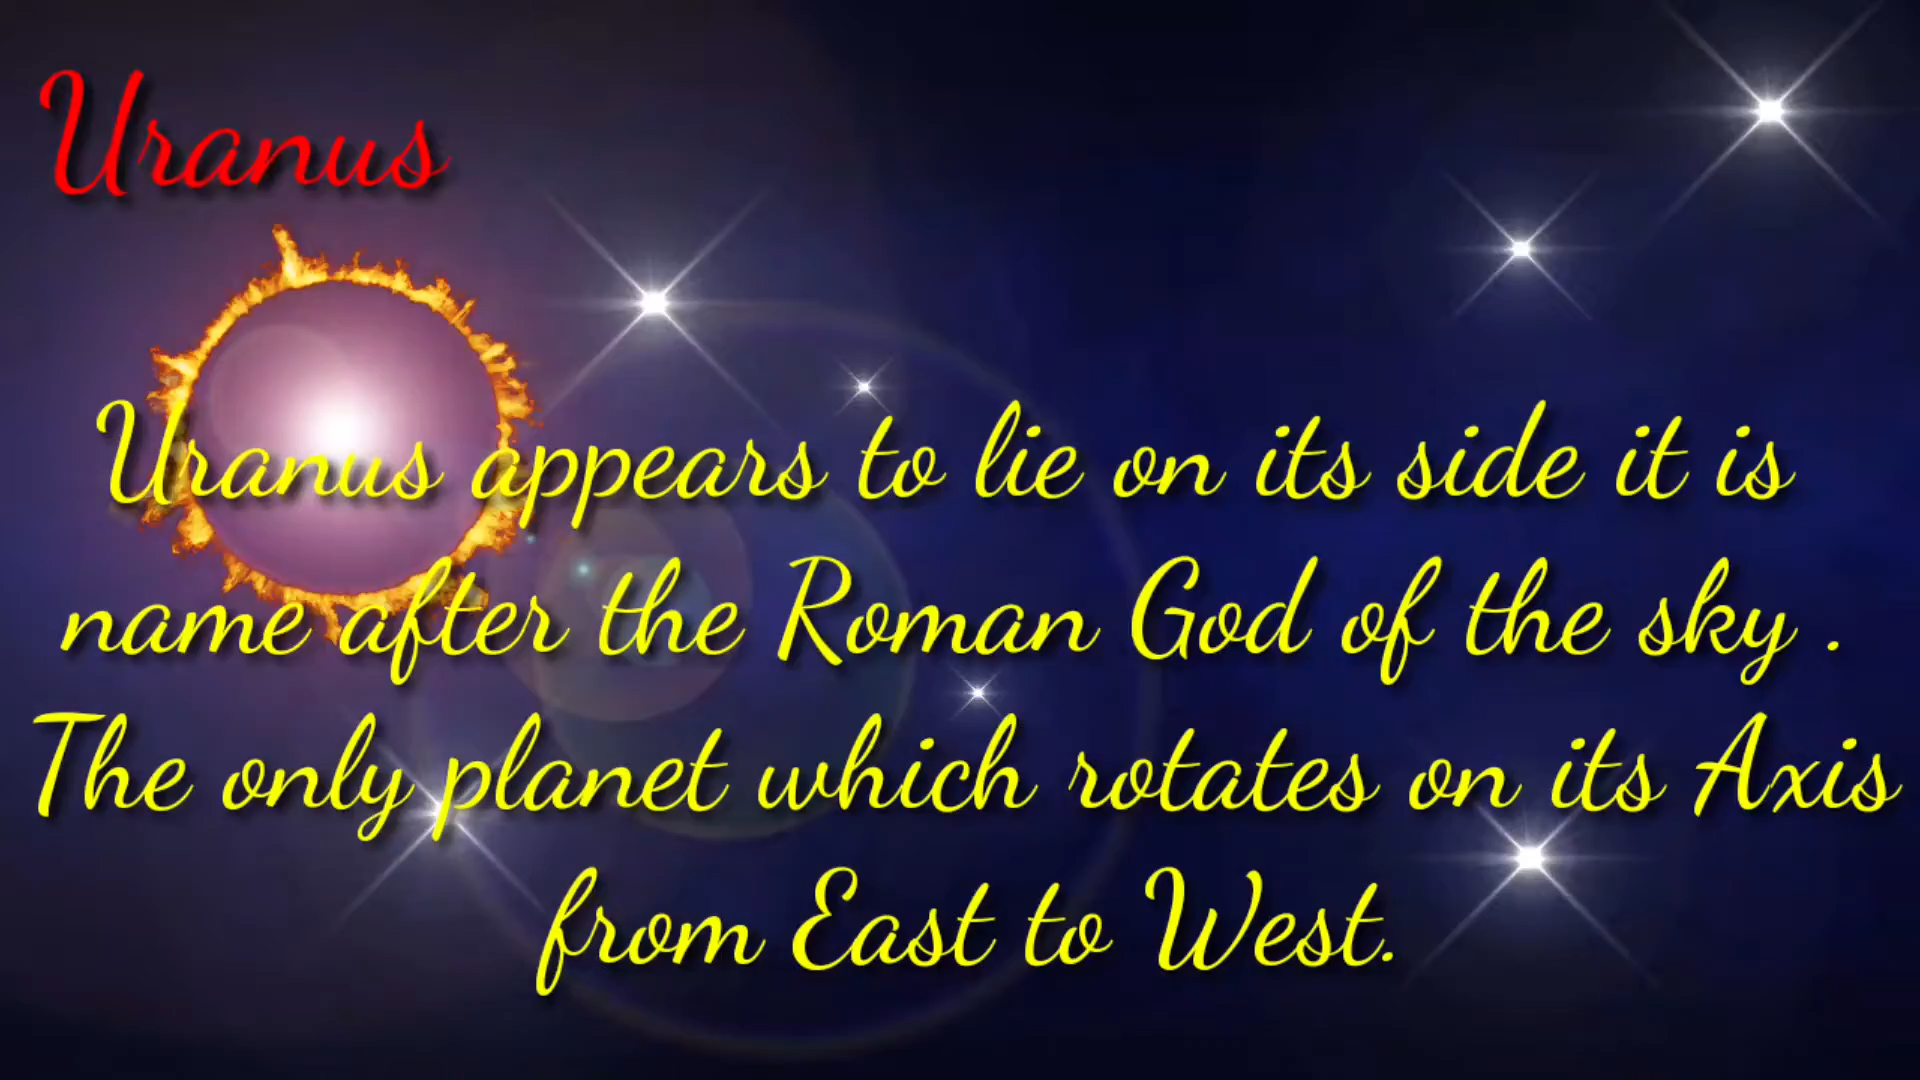 Uranus
Uranus appears to lie on its side it is
name after the Roman God of the sky .
The only planet which rotates on its Axis
from East to West.